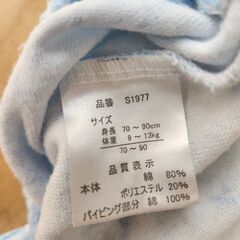 品番 S1977
サイズ
身長 70～90cm
体重 9～13kg
70～90
品質表示
本体 綿 80%
ポリエステル 20%
パイピング部分 綿 100%